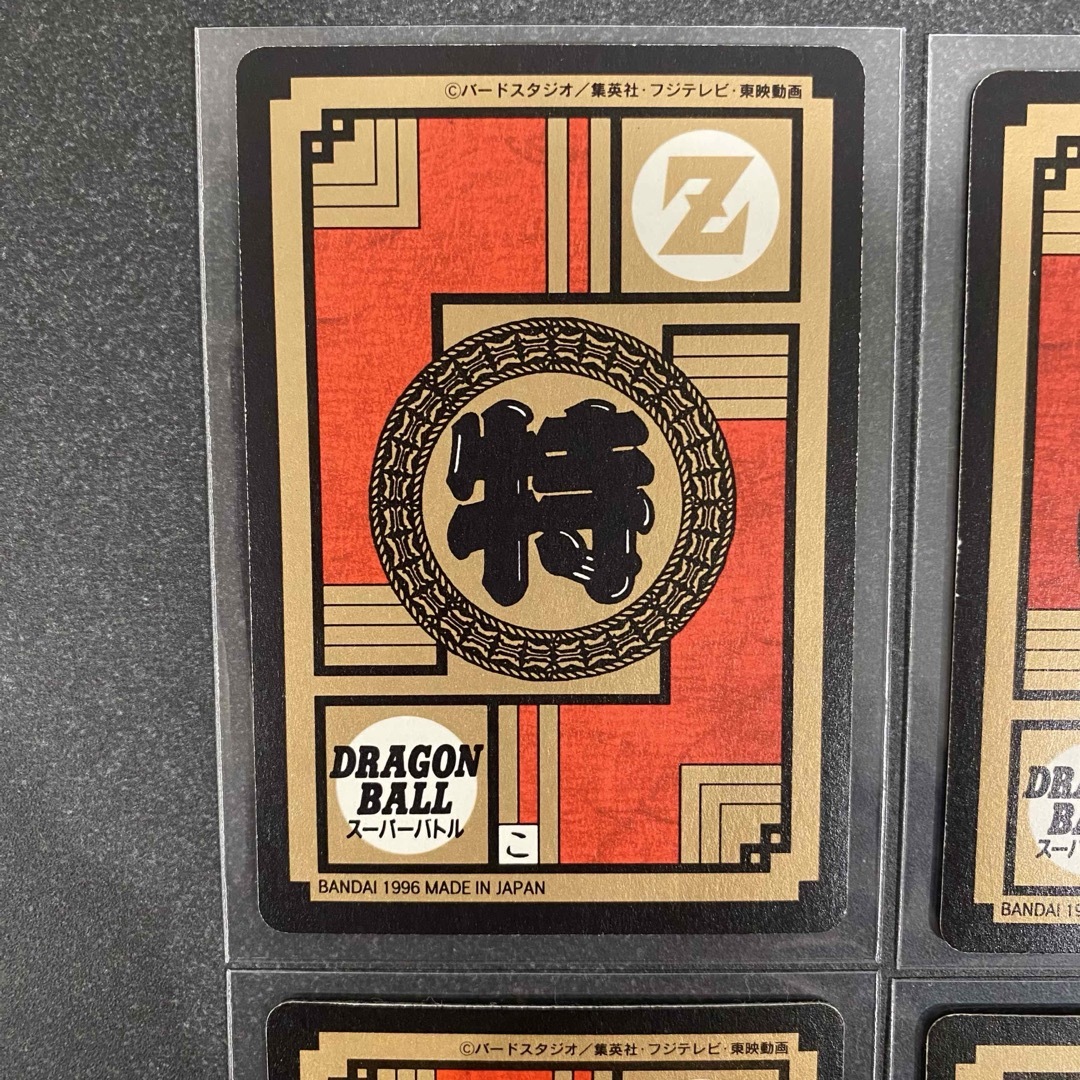 ©バードスタジオ／集英社・フジテレビ・東映動画
Z
特
DRAGON
BALL
スーパーバトル
こ
BANDAI 1996 MADE IN JAPAN
DRA
B
スーパ
BANDAI 19
©バードスタジオ／集英社・フジテレビ・東映動画